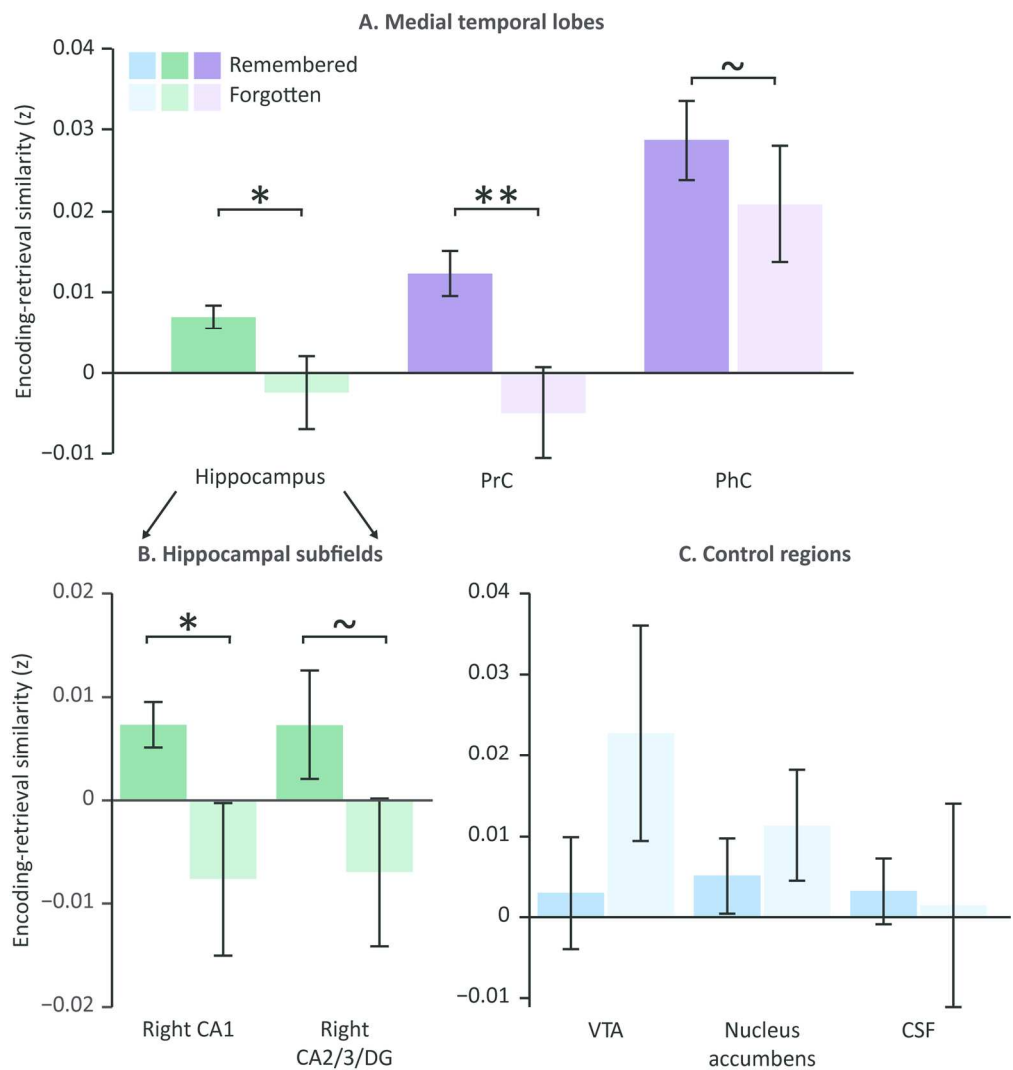 A. Medial temporal lobes
Encoding-retrieval similarity (z)
0.04
0.03
0.02
0.01
0
−0.01
Remembered
Forgotten
*
**
~
Hippocampus
PrC
PhC
B. Hippocampal subfields
Encoding-retrieval similarity (z)
0.02
0.01
0
−0.01
−0.02
*
~
Right CA1
Right
CA2/3/DG
C. Control regions
0.04
0.03
0.02
0.01
0
−0.01
VTA
Nucleus
accumbens
CSF